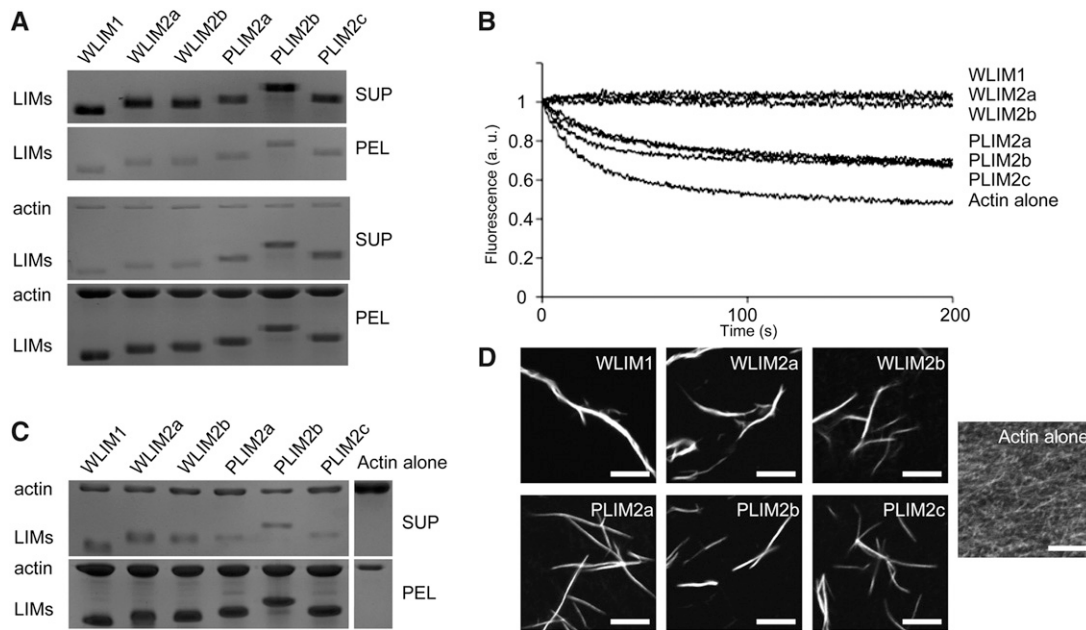 A
WLIM1 WLIM2a WLIM2b PLIM2a PLIM2b PLIM2c
LIMs SUP
LIMs PEL
actin
SUP
LIMs
actin
PEL
LIMs
B
Fluorescence (a. u.)
1
0.8
0.6
0.4
0.2
0
0 100 200
Time (s)
WLIM1
WLIM2a
WLIM2b
PLIM2a
PLIM2b
PLIM2c
Actin alone
C
WLIM1 WLIM2a WLIM2b PLIM2a PLIM2b PLIM2c Actin alone
actin
SUP
LIMs
actin
PEL
LIMs
D
WLIM1 WLIM2a WLIM2b
Actin alone
PLIM2a PLIM2b PLIM2c